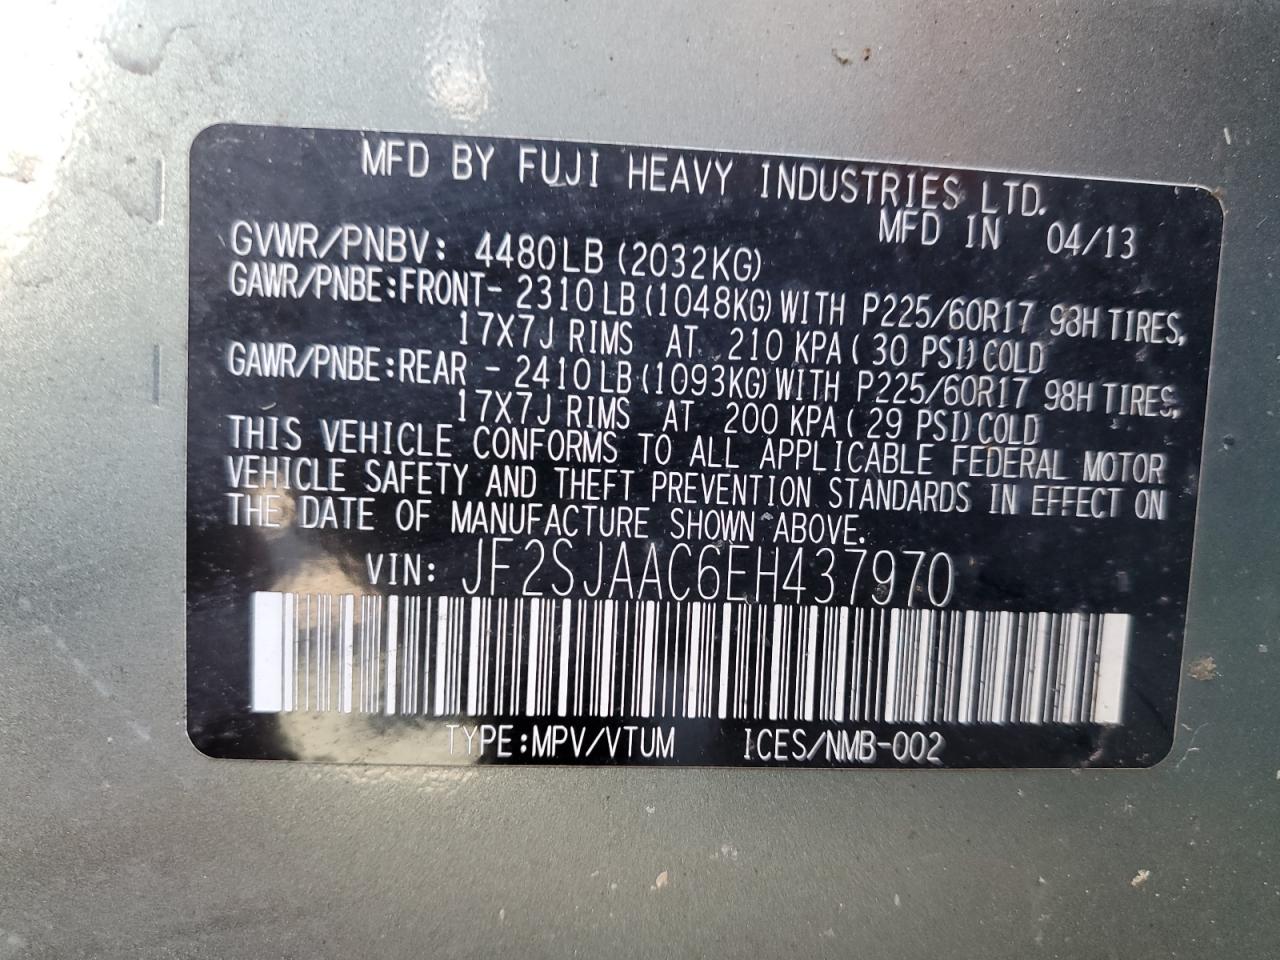 MFD BY FUJI HEAVY INDUSTRIES LTD.
MFD IN 04/13
GVWR/PNBV: 4480LB (2032KG)
GAWR/PNBE:FRONT- 2310LB(1048KG)WITH P225/60R17 98H TIRES,
17X7J RIMS AT 210 KPA ( 30 PSI)COLD
GAWR/PNBE:REAR - 2410LB(1093KG)WITH P225/60R17 98H TIRES,
17X7J RIMS AT 200 KPA ( 29 PSI)COLD
THIS VEHICLE CONFORMS TO ALL APPLICABLE FEDERAL MOTOR
VEHICLE SAFETY AND THEFT PREVENTION STANDARDS IN EFFECT ON
THE DATE OF MANUFACTURE SHOWN ABOVE.
VIN: JF2SJAAC6EH437970
TYPE:MPV/VTUM ICES/NMB-002